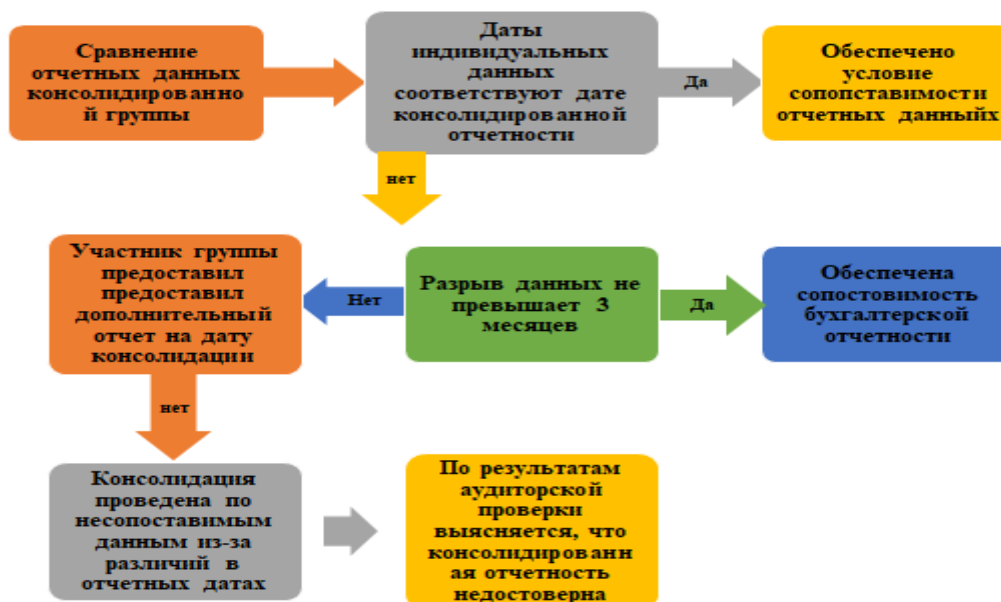 Сравнение
отчетных данных
консолидированно
й группы
Даты
индивидуальных
данных
соответствуют дате
консолидированной
отчетности
Да
Обеспечено
условие
сопопставимости
отчетных данныйх
нет
Участник группы
предоставил
предоставил
дополнительный
отчет на дату
консолидации
Нет
Разрыв данных не
превышает 3
месяцев
Да
Обеспечена
сопостовимость
бухгалтерской
отчетности
нет
Консолидация
проведена по
несопоставимым
данным из-за
различий в
отчетных датах
По результатам
аудиторской
проверки
выясняется, что
консолидированн
ая отчетность
недостоверна